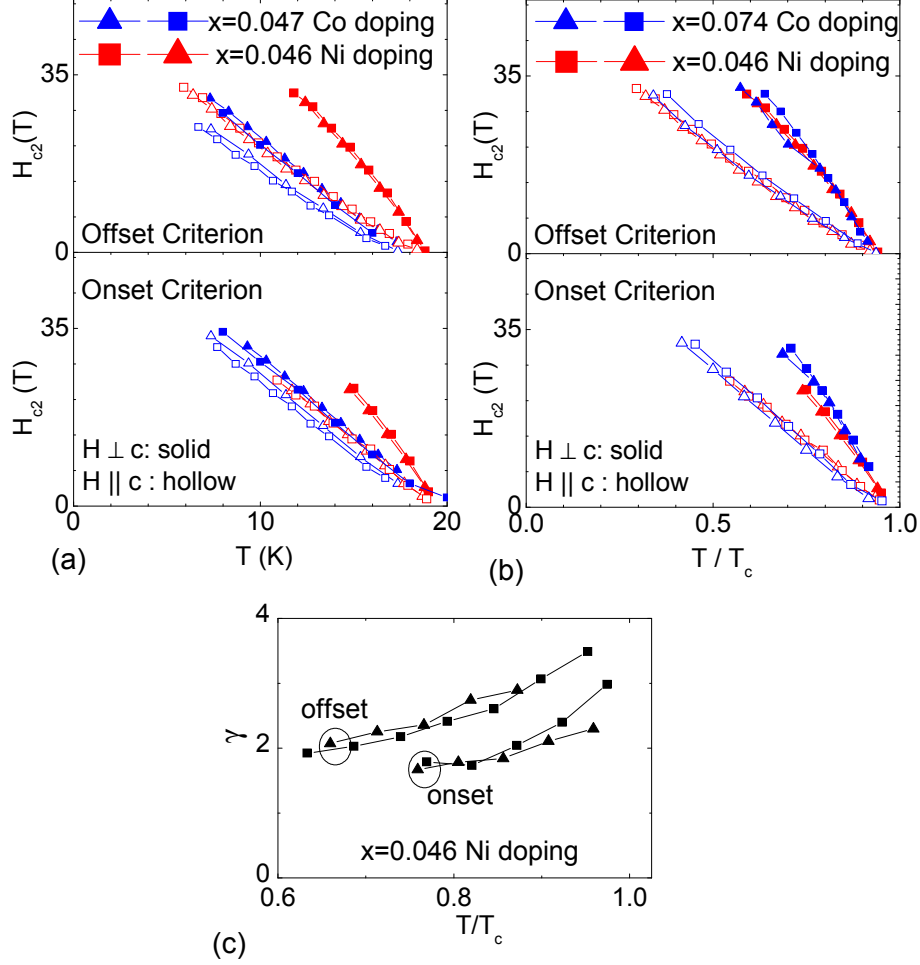 x=0.047 Co doping
x=0.046 Ni doping
35
H_c2(T)
0
Offset Criterion
Onset Criterion
35
H_c2(T)
H ⊥ c: solid
H || c : hollow
0
0 10 20
T (K)
(a)
x=0.074 Co doping
x=0.046 Ni doping
35
H_c2(T)
0
Offset Criterion
Onset Criterion
35
H_c2(T)
H ⊥ c: solid
H || c : hollow
0
0.0 0.5 1.0
T / T_c
(b)
4
offset
γ
2
onset
x=0.046 Ni doping
0
0.6 0.8 1.0
T/T_c
(c)